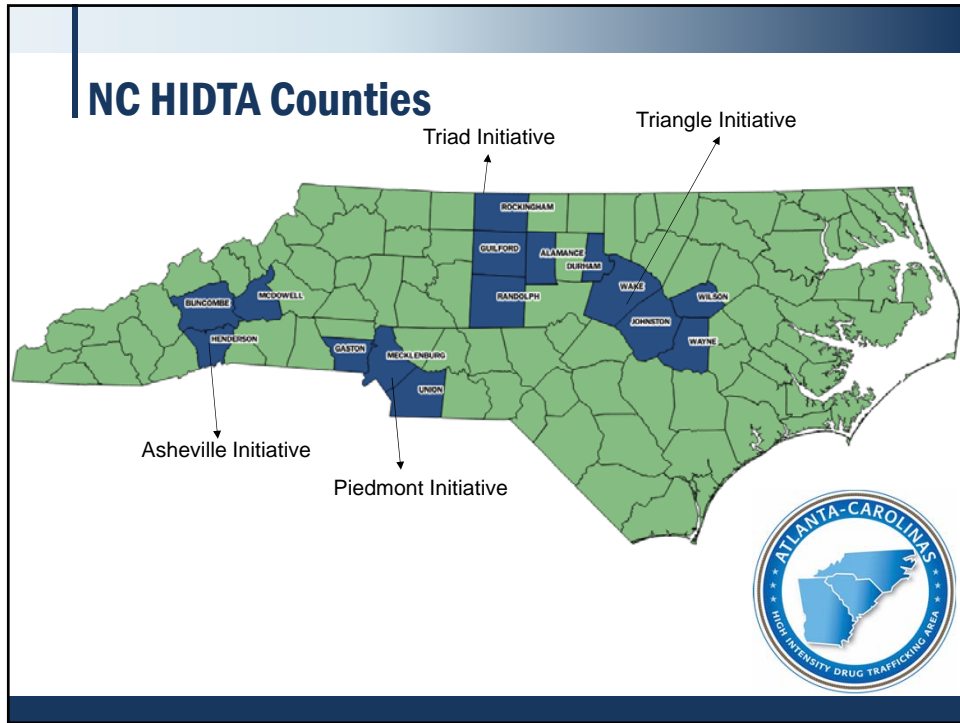 NC HIDTA Counties
Triad Initiative
Triangle Initiative
ROCKINGHAM
GUILFORD
ALAMANCE
DURHAM
WAKE
RANDOLPH
WILSON
JOHNSTON
WAYNE
BUNCOMBE
MCDOWELL
HENDERSON
GASTON
MECKLENBURG
UNION
Asheville Initiative
Piedmont Initiative
ATLANTA-CAROLINAS
HIGH INTENSITY DRUG TRAFFICKING AREA